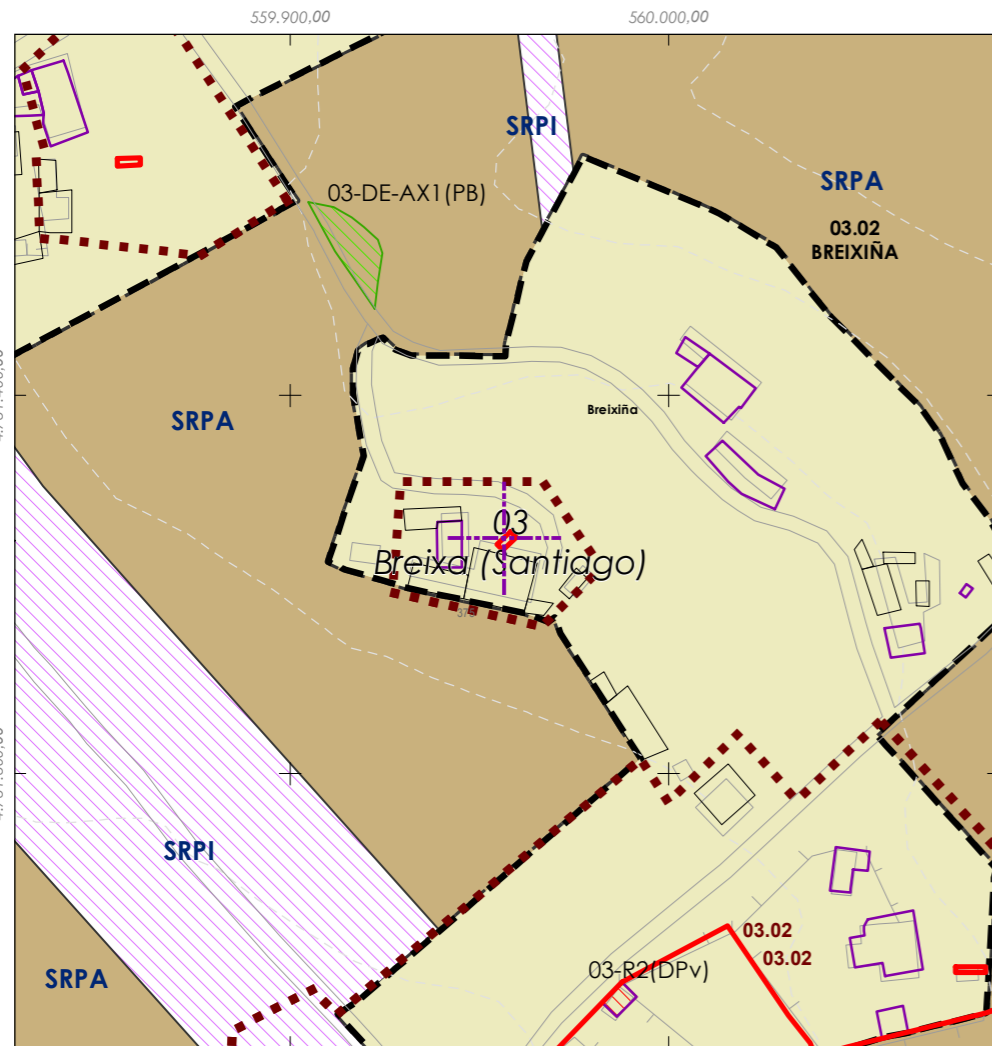 559.900,00
560.000,00
SRPI
SRPA
03-DE-AX1(PB)
03.02
BREIXIÑA
SRPA
Breixiña
03
Breixa (Santiago)
375
SRPI
SRPA
03.02
03.02
03-R2(DPv)